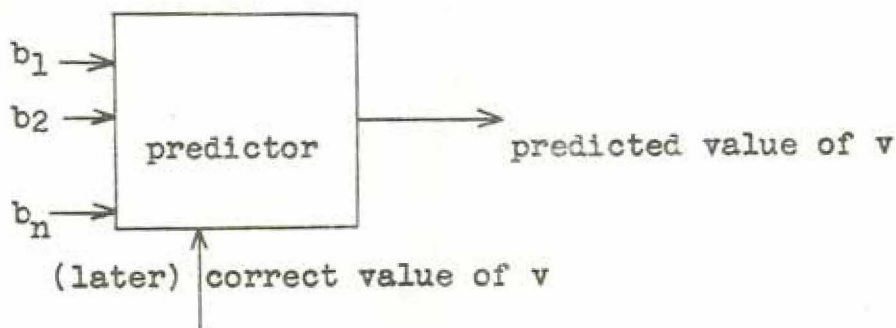 b1
b2
predictor
predicted value of v
bn
(later) correct value of v